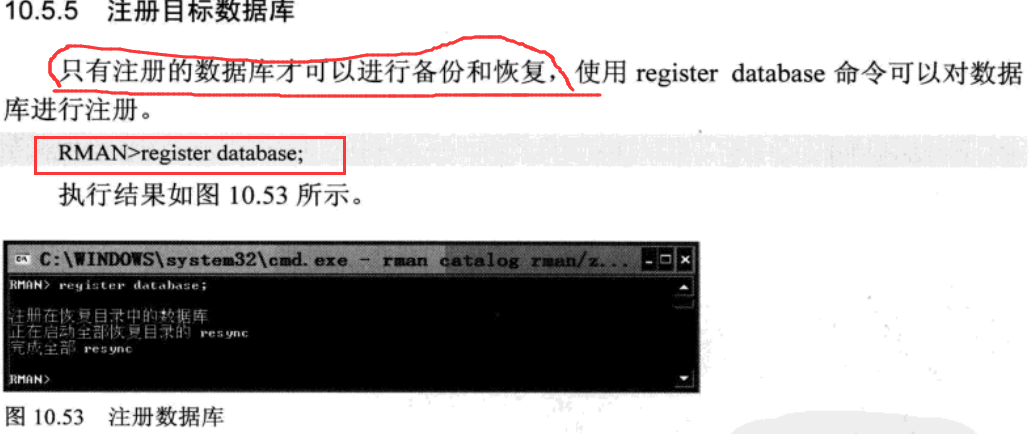 10.5.5 注册目标数据库
只有注册的数据库才可以进行备份和恢复，使用 register database 命令可以对数据
库进行注册。
RMAN>register database;
执行结果如图 10.53 所示。
C:\WINDOWS\system32\cmd.exe - rman catalog rman/z...
RMAN> register database;
注册在恢复目录中的数据库
正在启动全部恢复目录的 resync
完成全部 resync
RMAN>
图 10.53 注册数据库